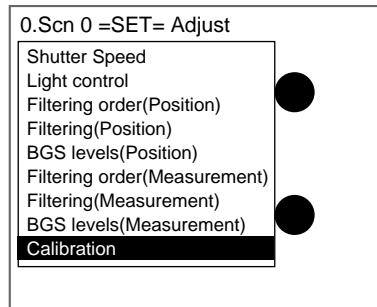 0.Scn 0 =SET= Adjust
Shutter Speed
Light control
Filtering order(Position)
Filtering(Position)
BGS levels(Position)
Filtering order(Measurement)
Filtering(Measurement)
BGS levels(Measurement)
Calibration